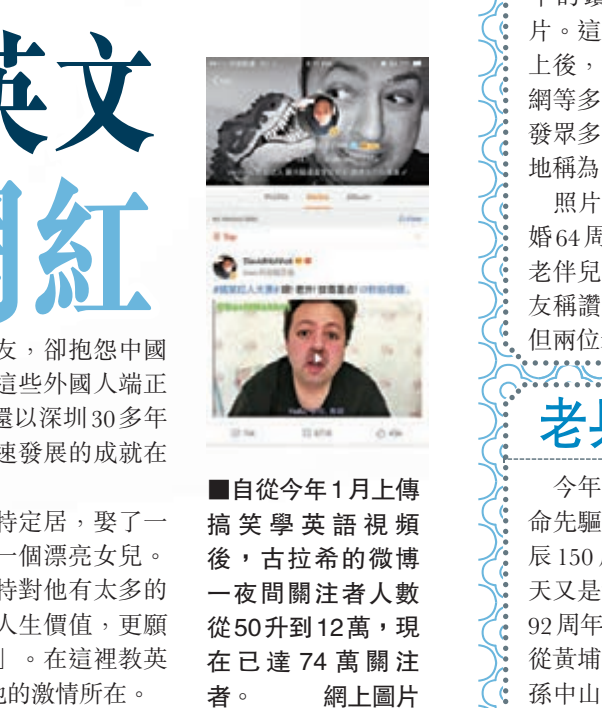 英文
網紅
友，卻抱怨中國
這些外國人端正
還以深圳30多年
速發展的成就在
特定居，娶了一
一個漂亮女兒。
特對他有太多的
人生價值，更願
」。在這裡教英
他的激情所在。
Album
Top
■自從今年1月上傳
搞笑學英語視頻
後，古拉希的微博
一夜間關注者人數
從50升到12萬，現
在已達74萬關注
者。 網上圖片
片。這
上後，
網等多
發眾多
地稱為
照片
婚64周
老伴兒
友稱讚
但兩位
老
今年
命先驅
辰150
天又是
92周年
從黃埔
孫中山